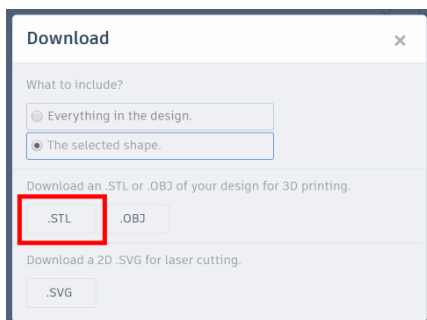 Download
×
What to include?
Everything in the design.
The selected shape.
Download an .STL or .OBJ of your design for 3D printing.
.STL .OBJ
Download a 2D .SVG for laser cutting.
.SVG